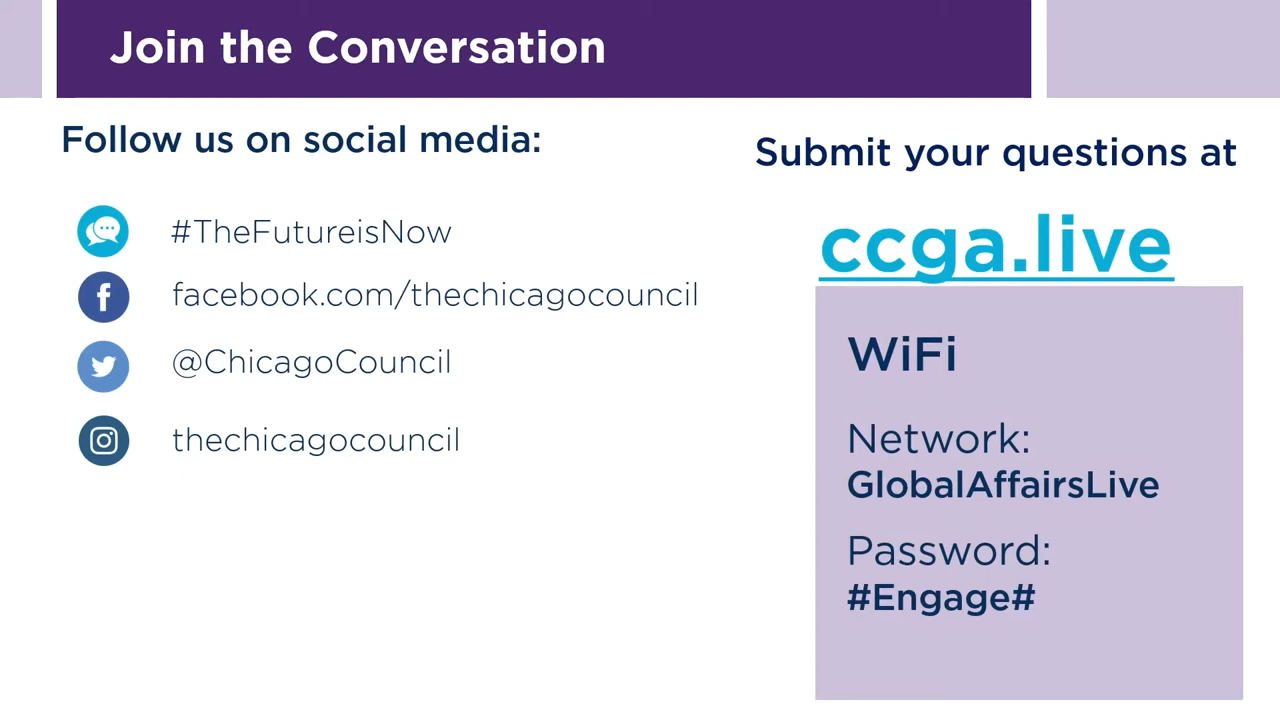 Join the Conversation
Follow us on social media:
#TheFutureisNow
facebook.com/thechicagocouncil
@ChicagoCouncil
thechicagocouncil
Submit your questions at
ccga.live
WiFi
Network:
GlobalAffairsLive
Password:
#Engage#